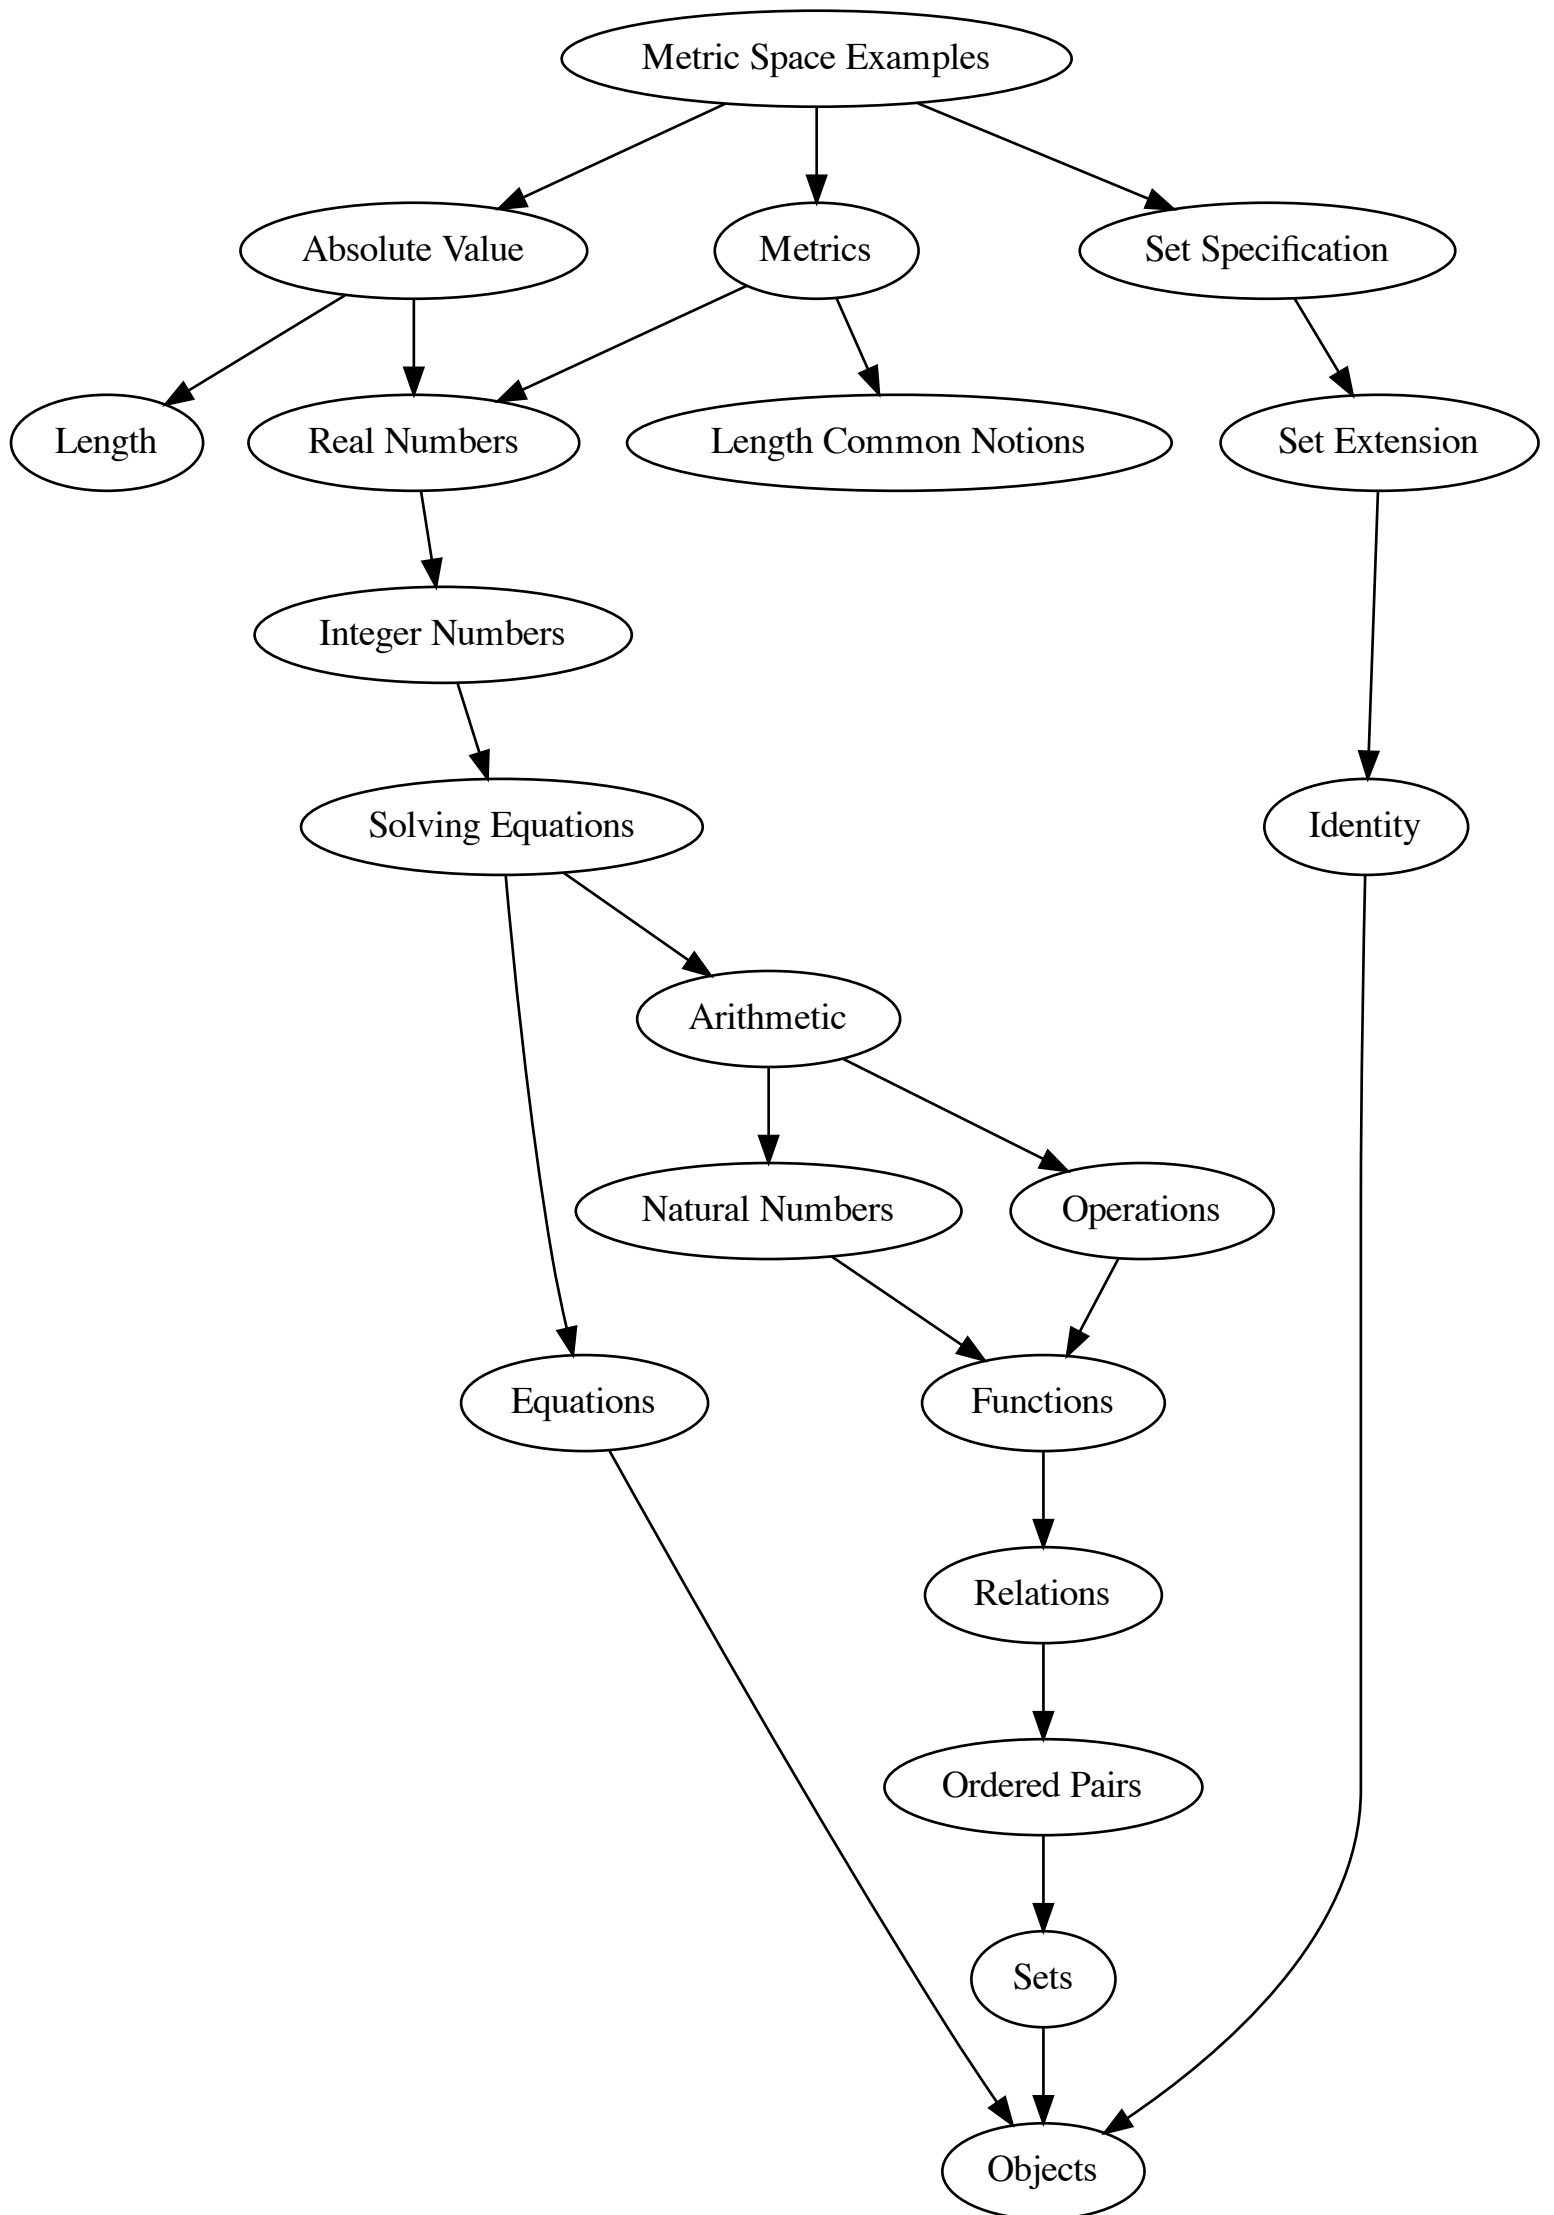 Metric Space Examples
Absolute Value
Metrics
Set Specification
Length
Real Numbers
Length Common Notions
Set Extension
Integer Numbers
Solving Equations
Identity
Arithmetic
Natural Numbers
Operations
Equations
Functions
Relations
Ordered Pairs
Sets
Objects